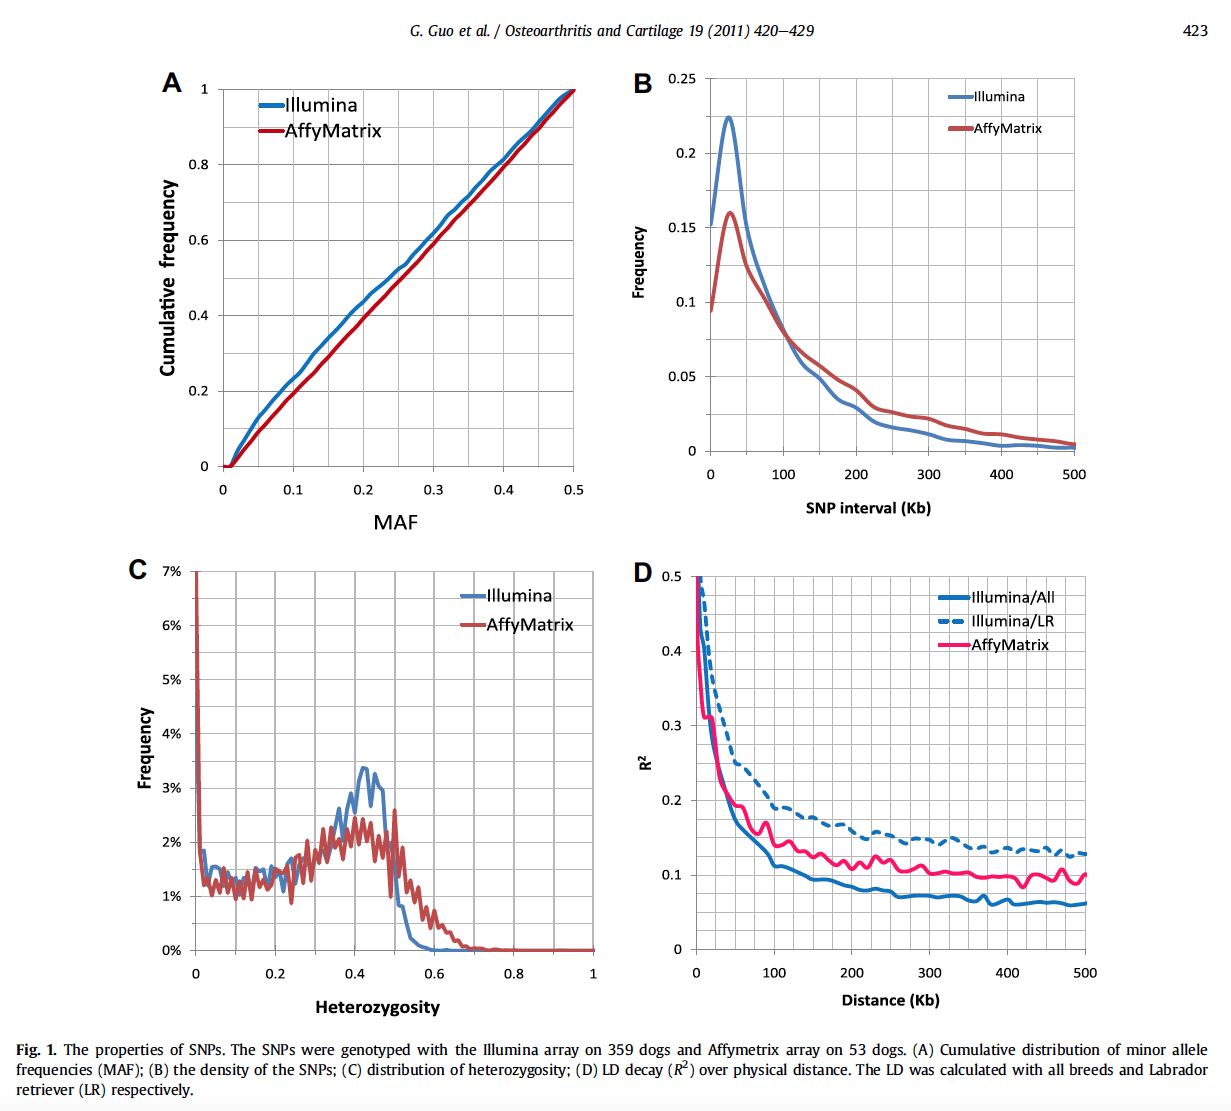 G. Guo et al. / Osteoarthritis and Cartilage 19 (2011) 420–429
423
A
Illumina
AffyMatrix
Cumulative frequency
1
0.8
0.6
0.4
0.2
0
0 0.1 0.2 0.3 0.4 0.5
MAF
B
Illumina
AffyMatrix
Frequency
0.25
0.2
0.15
0.1
0.05
0
0 100 200 300 400 500
SNP interval (Kb)
C
Illumina
AffyMatrix
Frequency
7%
6%
5%
4%
3%
2%
1%
0%
0 0.2 0.4 0.6 0.8 1
Heterozygosity
D
Illumina/All
Illumina/LR
AffyMatrix
R²
0.5
0.4
0.3
0.2
0.1
0
0 100 200 300 400 500
Distance (Kb)
Fig. 1. The properties of SNPs. The SNPs were genotyped with the Illumina array on 359 dogs and Affymetrix array on 53 dogs. (A) Cumulative distribution of minor allele
frequencies (MAF); (B) the density of the SNPs; (C) distribution of heterozygosity; (D) LD decay (R²) over physical distance. The LD was calculated with all breeds and Labrador
retriever (LR) respectively.